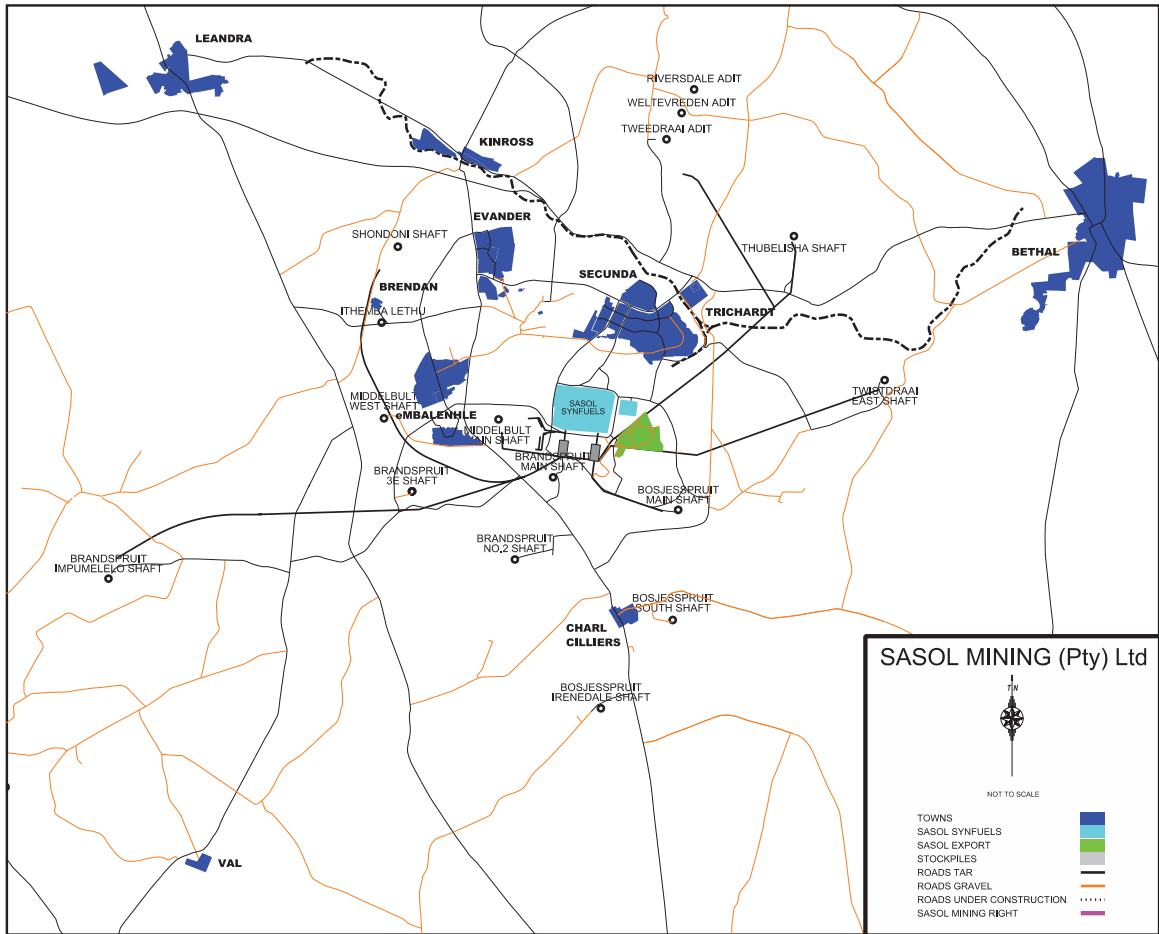 LEANDRA
RIVERSDALE ADIT
WELTEVREDEN ADIT
TWEEDRAAI ADIT
KINROSS
EVANDER
SHONDONI SHAFT
THUBELISHA SHAFT
BETHAL
SECUNDA
BRENDAN
ITHEMBA LETHU
TRICHARDT
TWISTDRAAI
EAST SHAFT
MIDDELBULT
WEST SHAFT
SASOL
SYNFUELS
eMBALENHLE
MIDDELBULT
MAIN SHAFT
BRANDSPRUIT
MAIN SHAFT
BRANDSPRUIT
3E SHAFT
BOSJESSPRUIT
MAIN SHAFT
BRANDSPRUIT
NO.2 SHAFT
BRANDSPRUIT
IMPUMELELO SHAFT
BOSJESSPRUIT
SOUTH SHAFT
CHARL
CILLIERS
BOSJESSPRUIT
IRENEDALE SHAFT
VAL
SASOL MINING (Pty) Ltd
T N
NOT TO SCALE
TOWNS
SASOL SYNFUELS
SASOL EXPORT
STOCKPILES
ROADS TAR
ROADS GRAVEL
ROADS UNDER CONSTRUCTION
SASOL MINING RIGHT